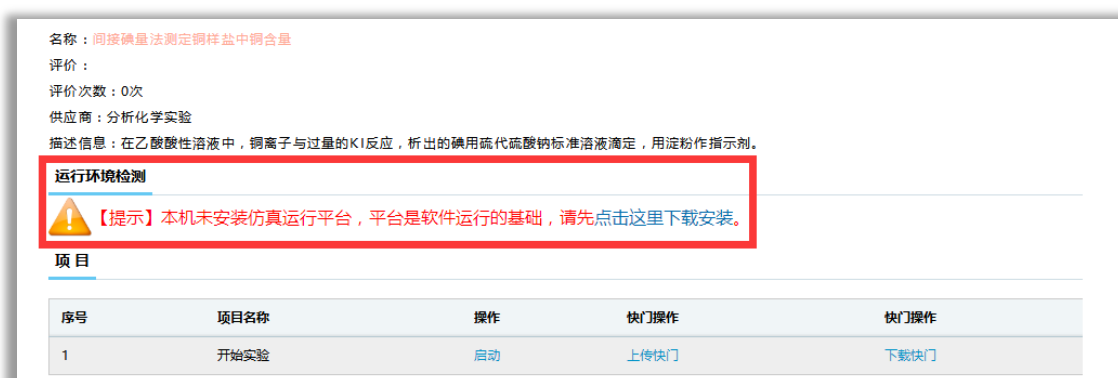 名称：间接碘量法测定铜样盐中铜含量
评价：
评价次数：0次
供应商：分析化学实验
描述信息：在乙酸酸性溶液中，铜离子与过量的KI反应，析出的碘用硫代硫酸钠标准溶液滴定，用淀粉作指示剂。
运行环境检测
【提示】本机未安装仿真运行平台，平台是软件运行的基础，请先点击这里下载安装。
项目
序号 项目名称 操作 快门操作 快门操作
1 开始实验 启动 上传快门 下载快门